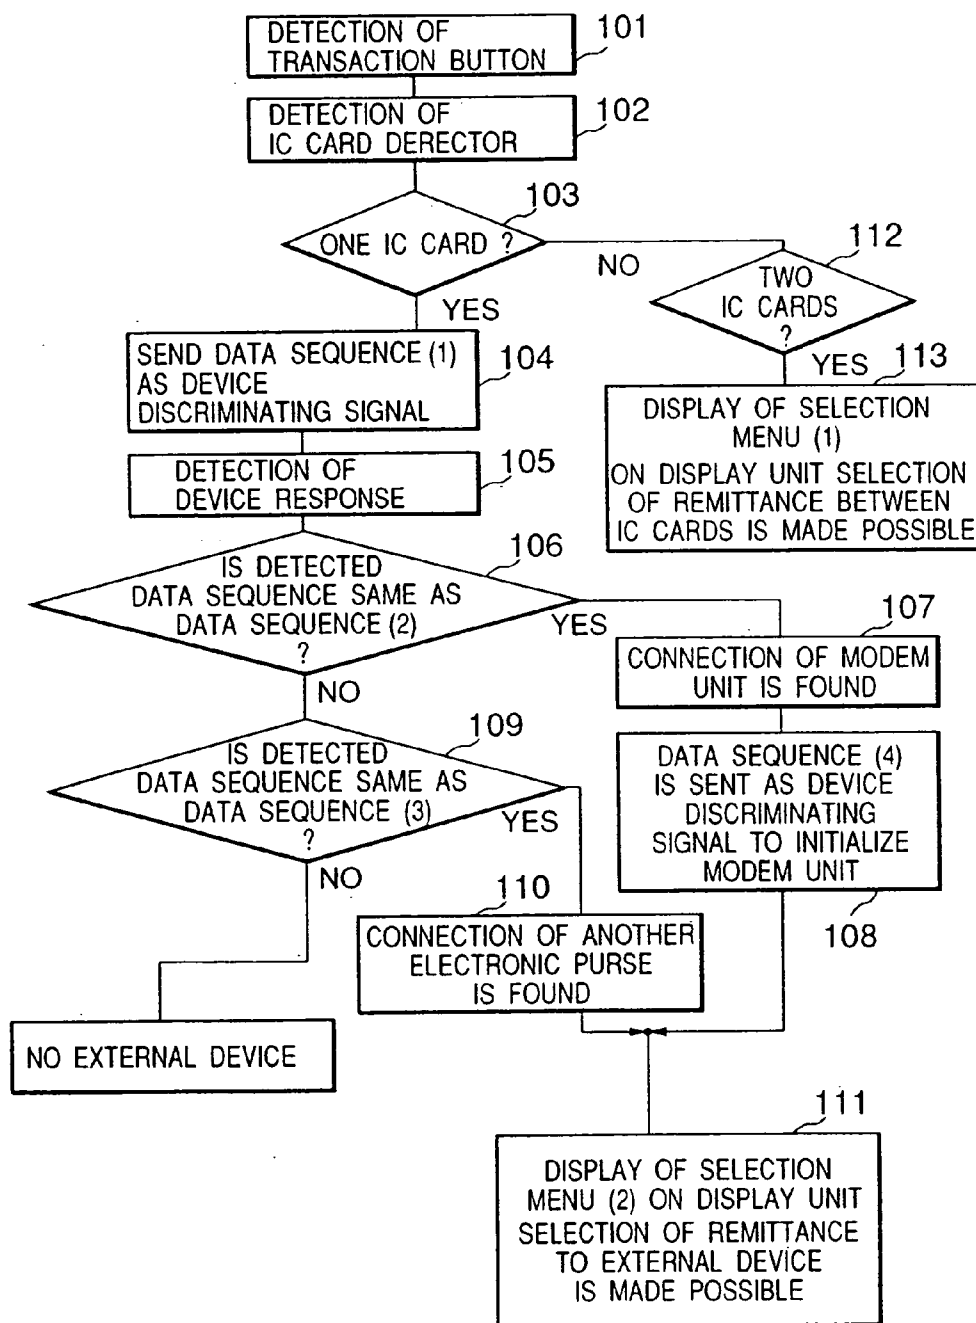 101
DETECTION OF
TRANSACTION BUTTON
102
DETECTION OF
IC CARD DERECTOR
103
ONE IC CARD ?
NO
YES
112
TWO
IC CARDS
?
YES
113
DISPLAY OF SELECTION
MENU (1)
ON DISPLAY UNIT SELECTION
OF REMITTANCE BETWEEN
IC CARDS IS MADE POSSIBLE
SEND DATA SEQUENCE (1)
AS DEVICE
DISCRIMINATING SIGNAL
104
DETECTION OF
DEVICE RESPONSE
105
106
IS DETECTED
DATA SEQUENCE SAME AS
DATA SEQUENCE (2)
?
YES
NO
107
CONNECTION OF MODEM
UNIT IS FOUND
DATA SEQUENCE (4)
IS SENT AS DEVICE
DISCRIMINATING
SIGNAL TO INITIALIZE
MODEM UNIT
108
109
IS DETECTED
DATA SEQUENCE SAME AS
DATA SEQUENCE (3)
?
YES
NO
110
CONNECTION OF ANOTHER
ELECTRONIC PURSE
IS FOUND
NO EXTERNAL DEVICE
111
DISPLAY OF SELECTION
MENU (2) ON DISPLAY UNIT
SELECTION OF REMITTANCE
TO EXTERNAL DEVICE
IS MADE POSSIBLE